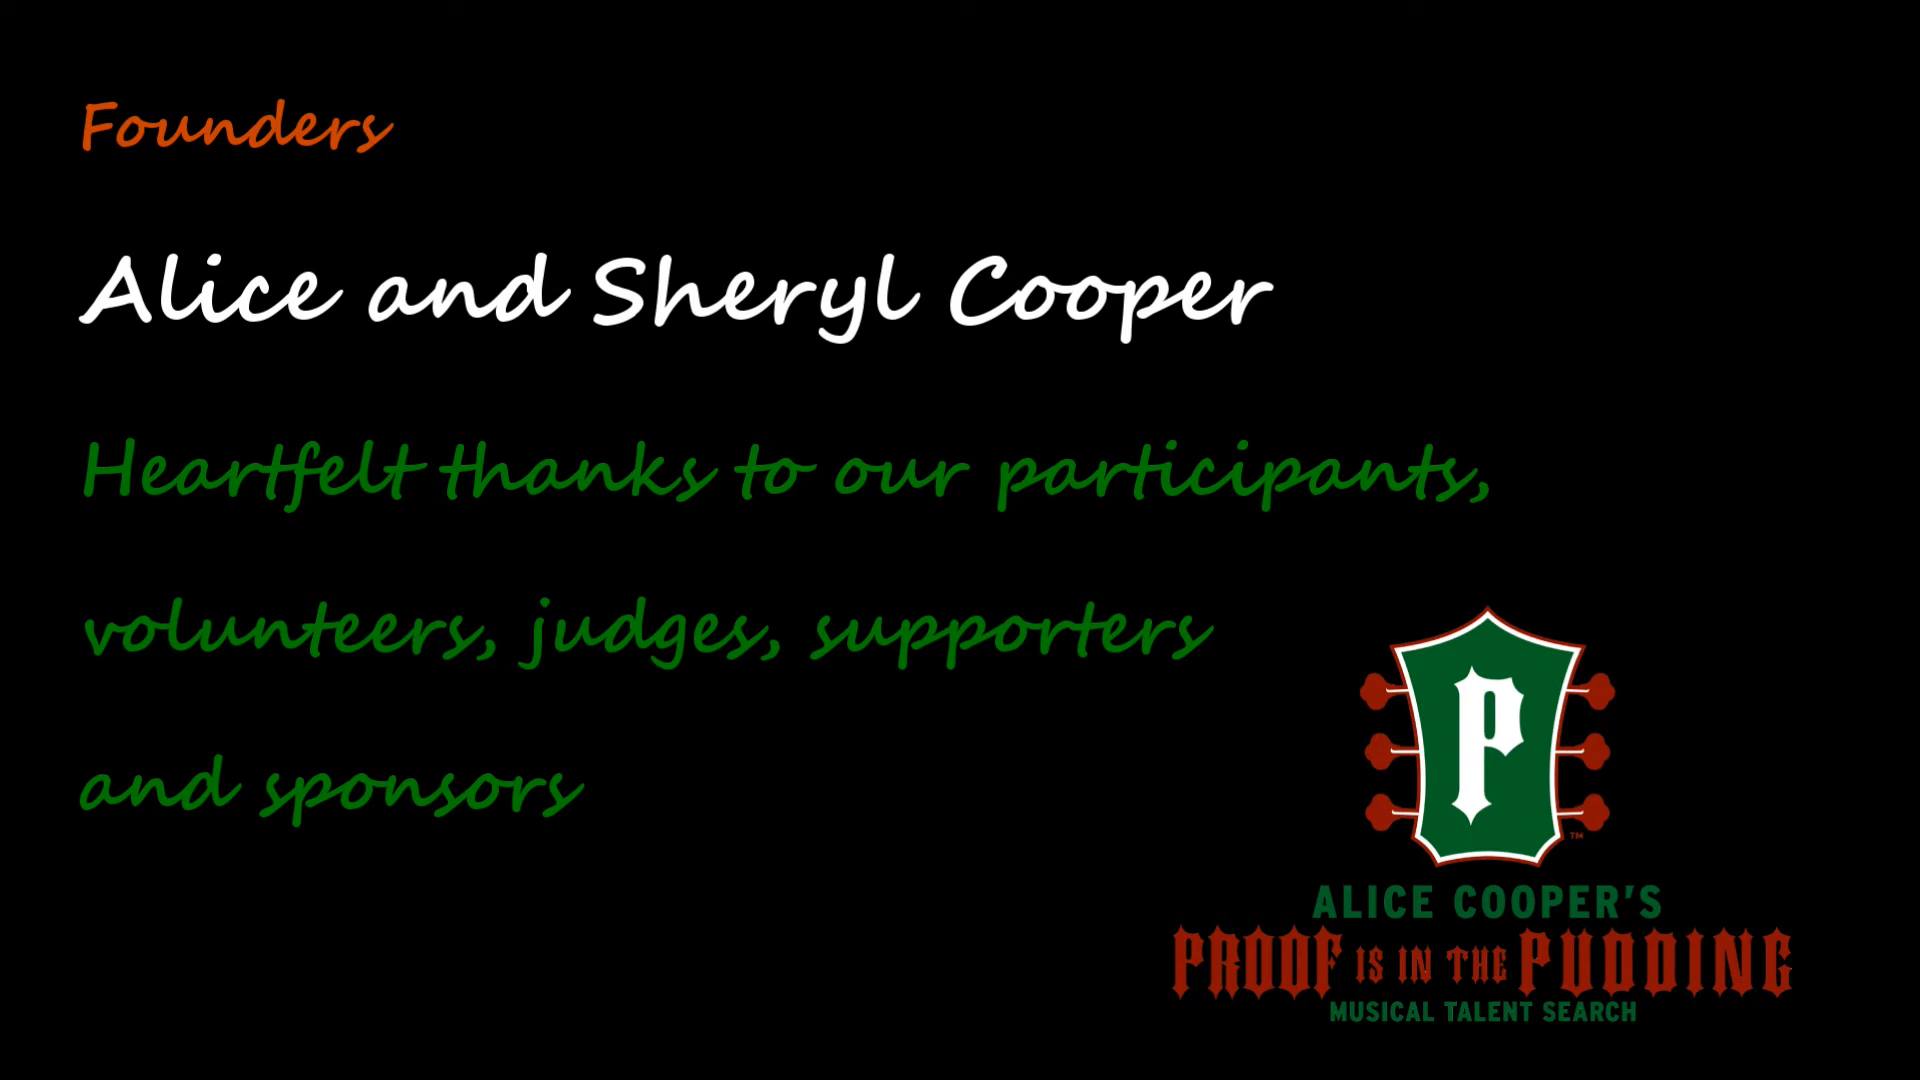 Founders
Alice and Sheryl Cooper
Heartfelt thanks to our participants,
volunteers, judges, supporters
and sponsors
P
TM
ALICE COOPER'S
PROOF IS IN THE PUDDING
MUSICAL TALENT SEARCH